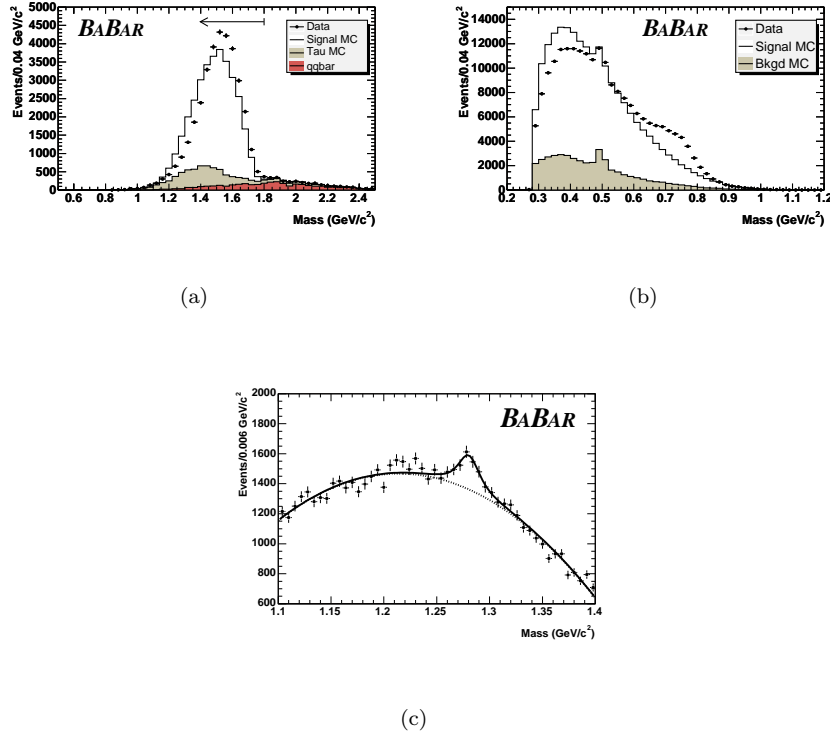 BABAR
Data
Signal MC
Tau MC
qqbar
Events/0.04 GeV/c²
5000
4500
4000
3500
3000
2500
2000
1500
1000
500
0
0.6 0.8 1 1.2 1.4 1.6 1.8 2 2.2 2.4
Mass (GeV/c²)
(a)
BABAR
Data
Signal MC
Bkgd MC
Events/0.04 GeV/c²
14000
12000
10000
8000
6000
4000
2000
0
0.2 0.3 0.4 0.5 0.6 0.7 0.8 0.9 1 1.1 1.2
Mass (GeV/c²)
(b)
BABAR
Events/0.006 GeV/c²
2000
1800
1600
1400
1200
1000
800
600
1.1 1.15 1.2 1.25 1.3 1.35 1.4
Mass (GeV/c²)
(c)